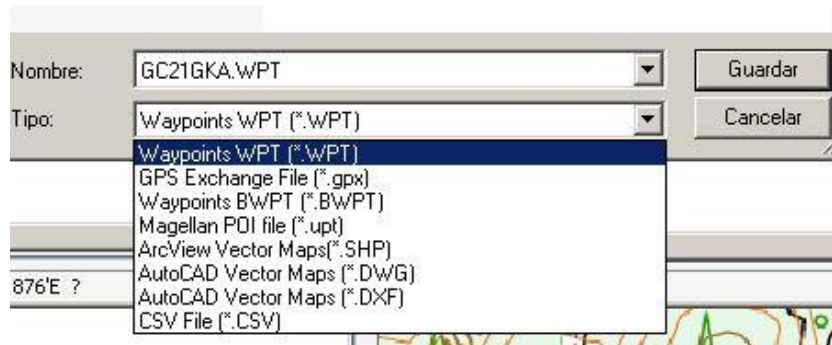 Nombre: GC21GKA.WPT Guardar
Tipo: Waypoints WPT (*.WPT) Cancelar
Waypoints WPT (*.WPT)
GPS Exchange File (*.gpx)
Waypoints BWPT (*.BWPT)
Magellan POI file (*.upt)
ArcView Vector Maps(*.SHP)
AutoCAD Vector Maps (*.DWG)
876'E ?
AutoCAD Vector Maps (*.DXF)
CSV File (*.CSV)